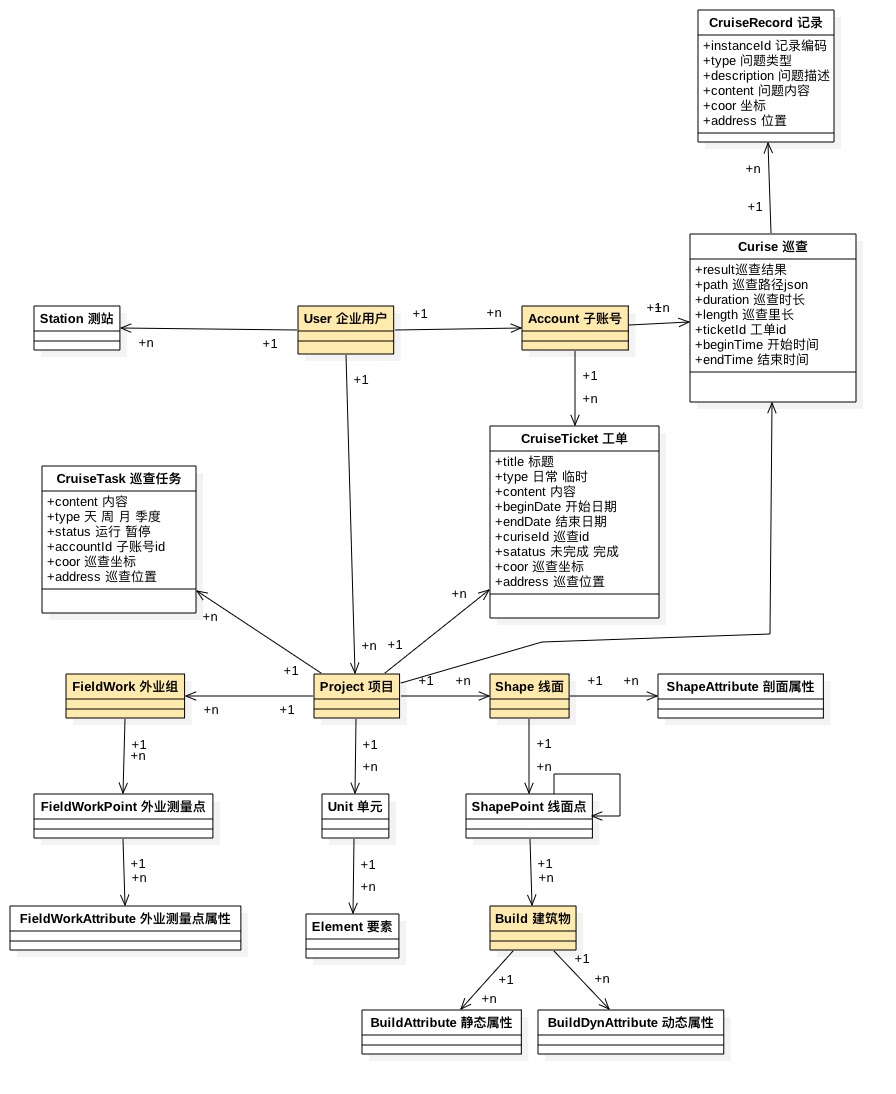 CruiseRecord 记录
+instanceId 记录编码
+type 问题类型
+description 问题描述
+content 问题内容
+coor 坐标
+address 位置
+n
+1
Curise 巡查
+result巡查结果
+path 巡查路径json
+duration 巡查时长
+length 巡查里长
+ticketId 工单id
+beginTime 开始时间
+endTime 结束时间
Station 测站
+n
+1
User 企业用户
+1
+n
Account 子账号
+1
+n
+1
+1
+n
CruiseTicket 工单
+title 标题
+type 日常 临时
+content 内容
+beginDate 开始日期
+endDate 结束日期
+curiseId 巡查id
+satatus 未完成 完成
+coor 巡查坐标
+address 巡查位置
CruiseTask 巡查任务
+content 内容
+type 天 周 月 季度
+status 运行 暂停
+accountId 子账号id
+coor 巡查坐标
+address 巡查位置
+n
+n
+1
+n
+1
FieldWork 外业组
+n
+1
Project 项目
+1
+n
Shape 线面
+1
+n
ShapeAttribute 剖面属性
+1
+n
+1
+n
+1
+n
FieldWorkPoint 外业测量点
Unit 单元
ShapePoint 线面点
+1
+n
+1
+n
+1
+n
FieldWorkAttribute 外业测量点属性
Element 要素
Build 建筑物
+1
+n
+1
+n
BuildAttribute 静态属性
BuildDynAttribute 动态属性